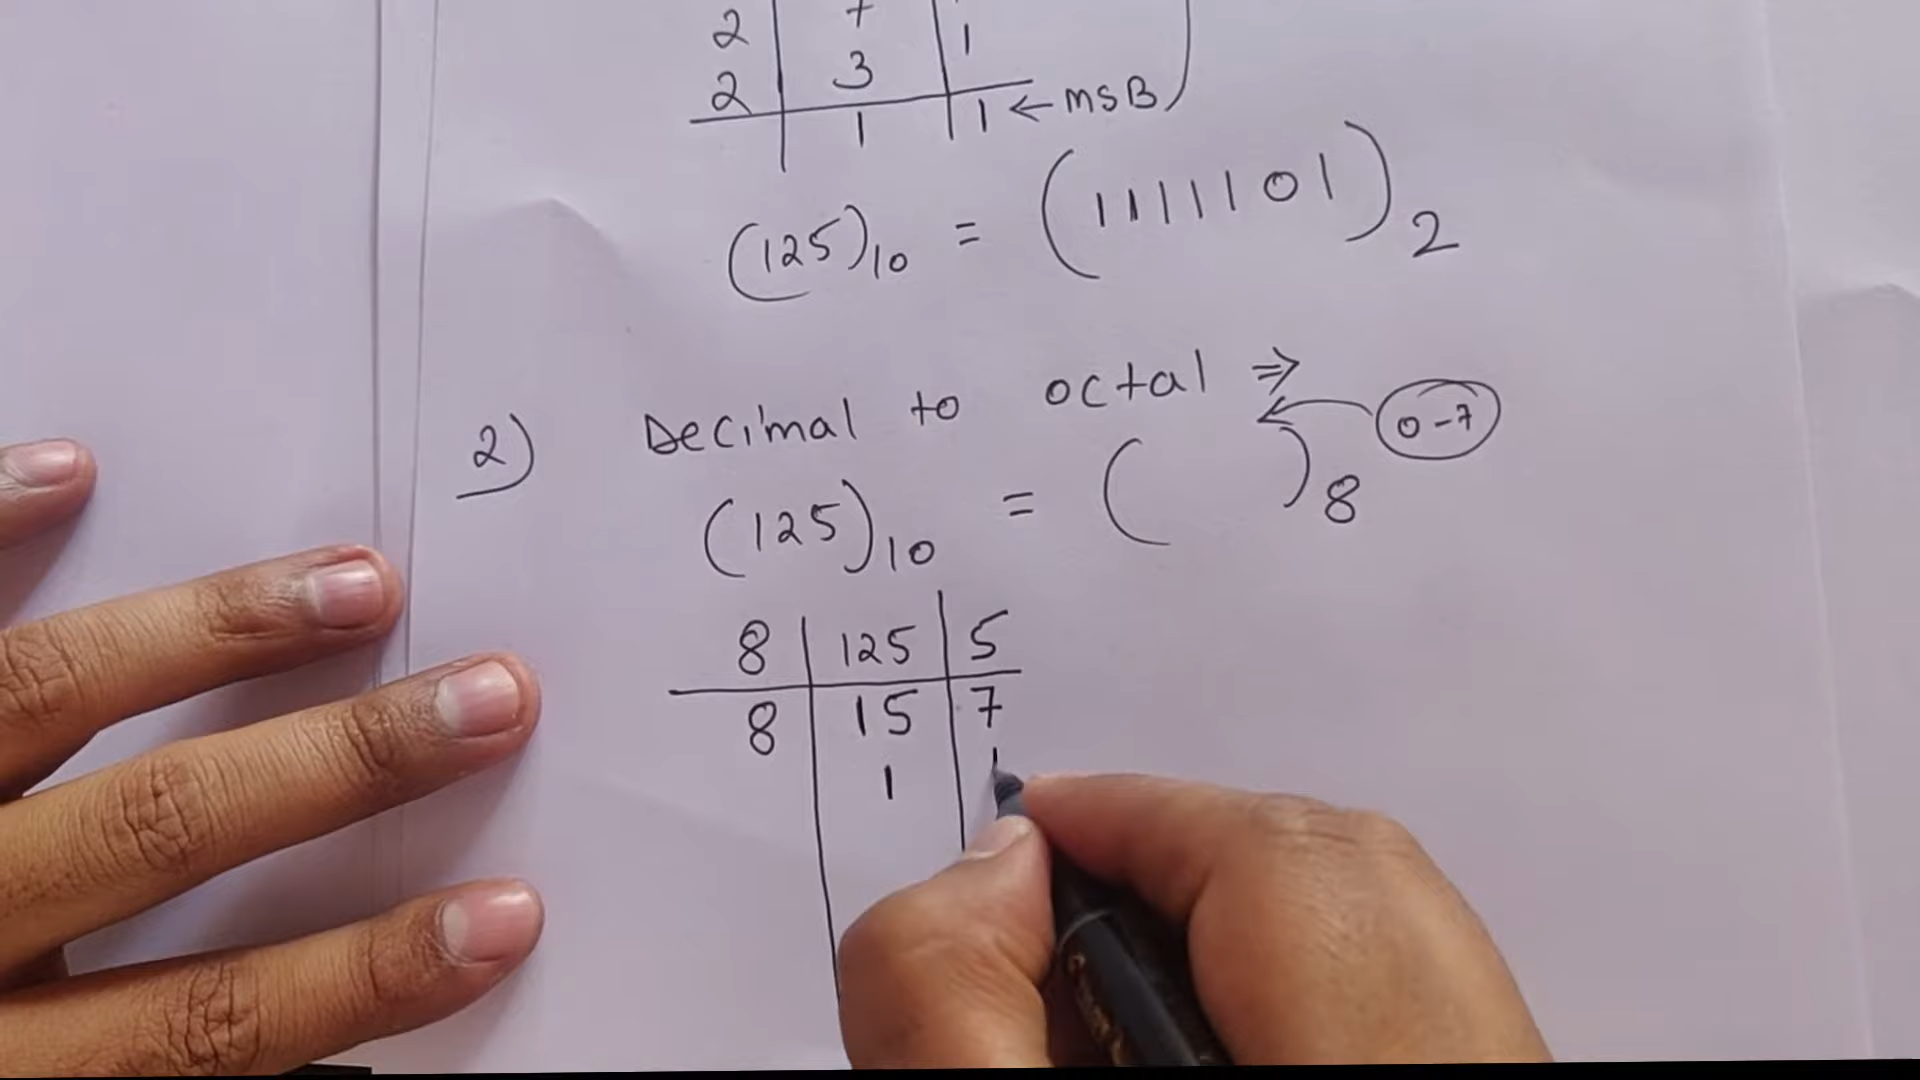 2 7 1
2 3
1 1 ← MSB
(125)10 = (1111101)2
2) Decimal to octal ⇒
0-7
(125)10 = ( )8
8 125 5
8 15 7
1 1